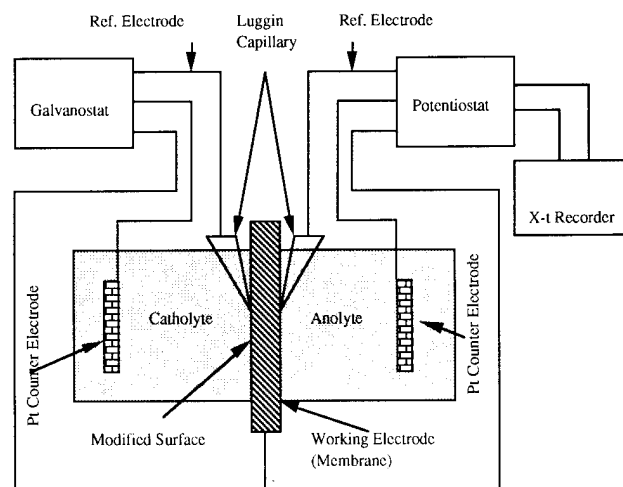 Ref. Electrode
Luggin
Capillary
Ref. Electrode
Galvanostat
Potentiostat
X-t Recorder
Catholyte
Anolyte
Pt Counter Electrode
Pt Counter Electrode
Modified Surface
Working Electrode
(Membrane)